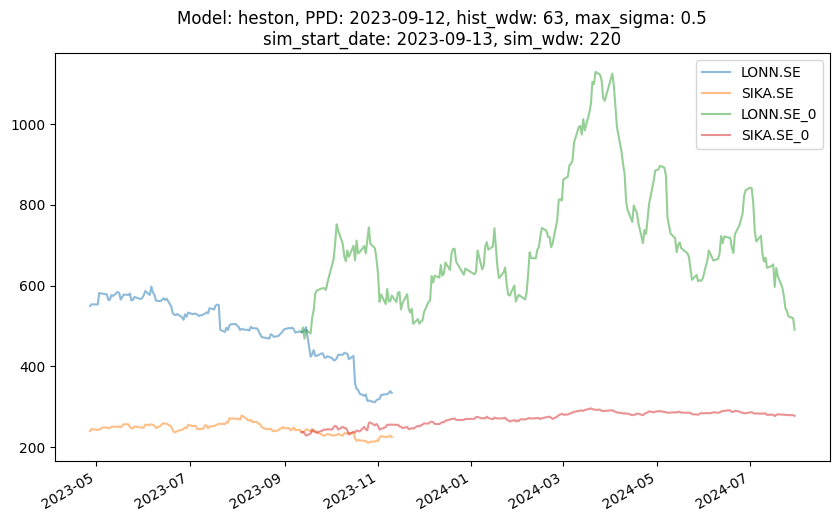 Model: heston, PPD: 2023-09-12, hist_wdw: 63, max_sigma: 0.5
sim_start_date: 2023-09-13, sim_wdw: 220
LONN.SE
SIKA.SE
LONN.SE_0
SIKA.SE_0
1000
800
600
400
200
2023-05
2023-07
2023-09
2023-11
2024-01
2024-03
2024-05
2024-07